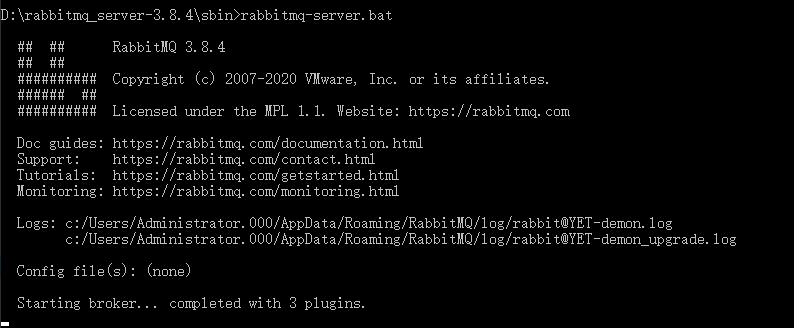 D:\rabbitmq_server-3.8.4\sbin>rabbitmq-server.bat
##  ##      RabbitMQ 3.8.4
##  ##
##########  Copyright (c) 2007-2020 VMware, Inc. or its affiliates.
######  ##
##########  Licensed under the MPL 1.1. Website: https://rabbitmq.com
Doc guides: https://rabbitmq.com/documentation.html
Support:    https://rabbitmq.com/contact.html
Tutorials:  https://rabbitmq.com/getstarted.html
Monitoring: https://rabbitmq.com/monitoring.html
Logs: c:/Users/Administrator.000/AppData/Roaming/RabbitMQ/log/rabbit@YET-demon.log
c:/Users/Administrator.000/AppData/Roaming/RabbitMQ/log/rabbit@YET-demon_upgrade.log
Config file(s): (none)
Starting broker... completed with 3 plugins.